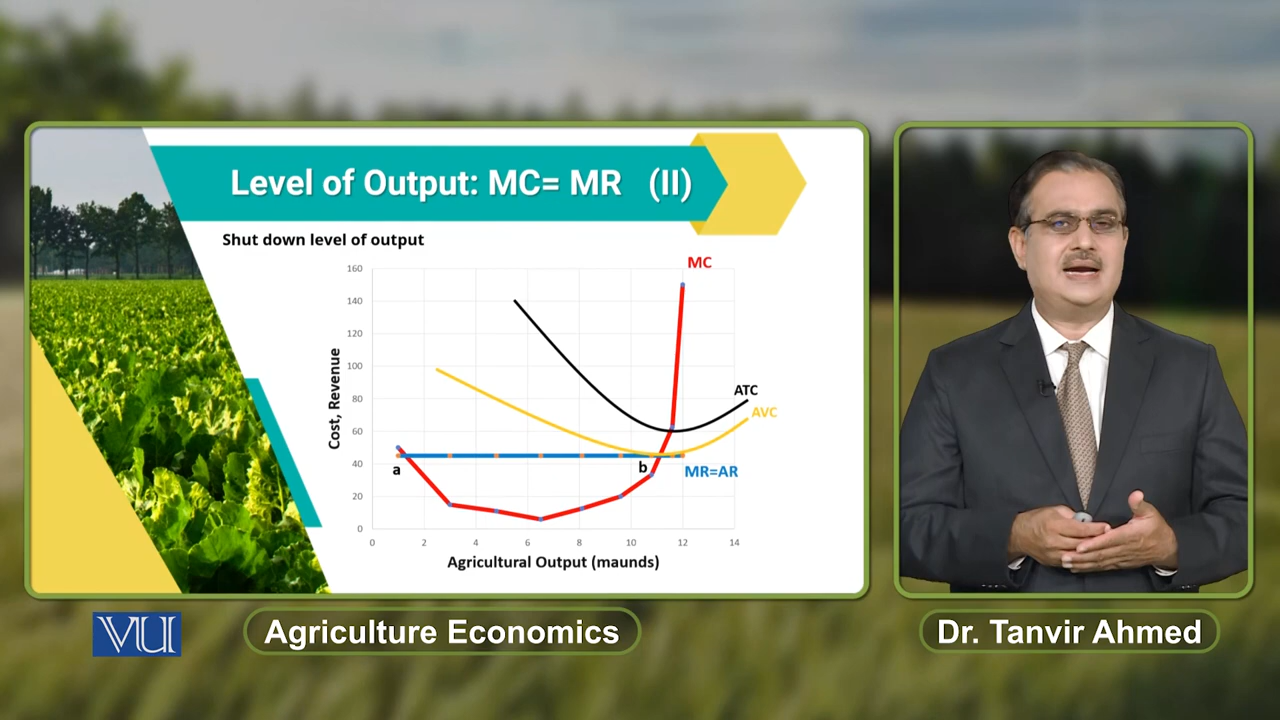 Level of Output: MC= MR (II)
Shut down level of output
MC
160
140
120
100
80
60
40
20
0
Cost, Revenue
ATC
AVC
a
b
MR=AR
0 2 4 6 8 10 12 14
Agricultural Output (maunds)
VU
Agriculture Economics
Dr. Tanvir Ahmed